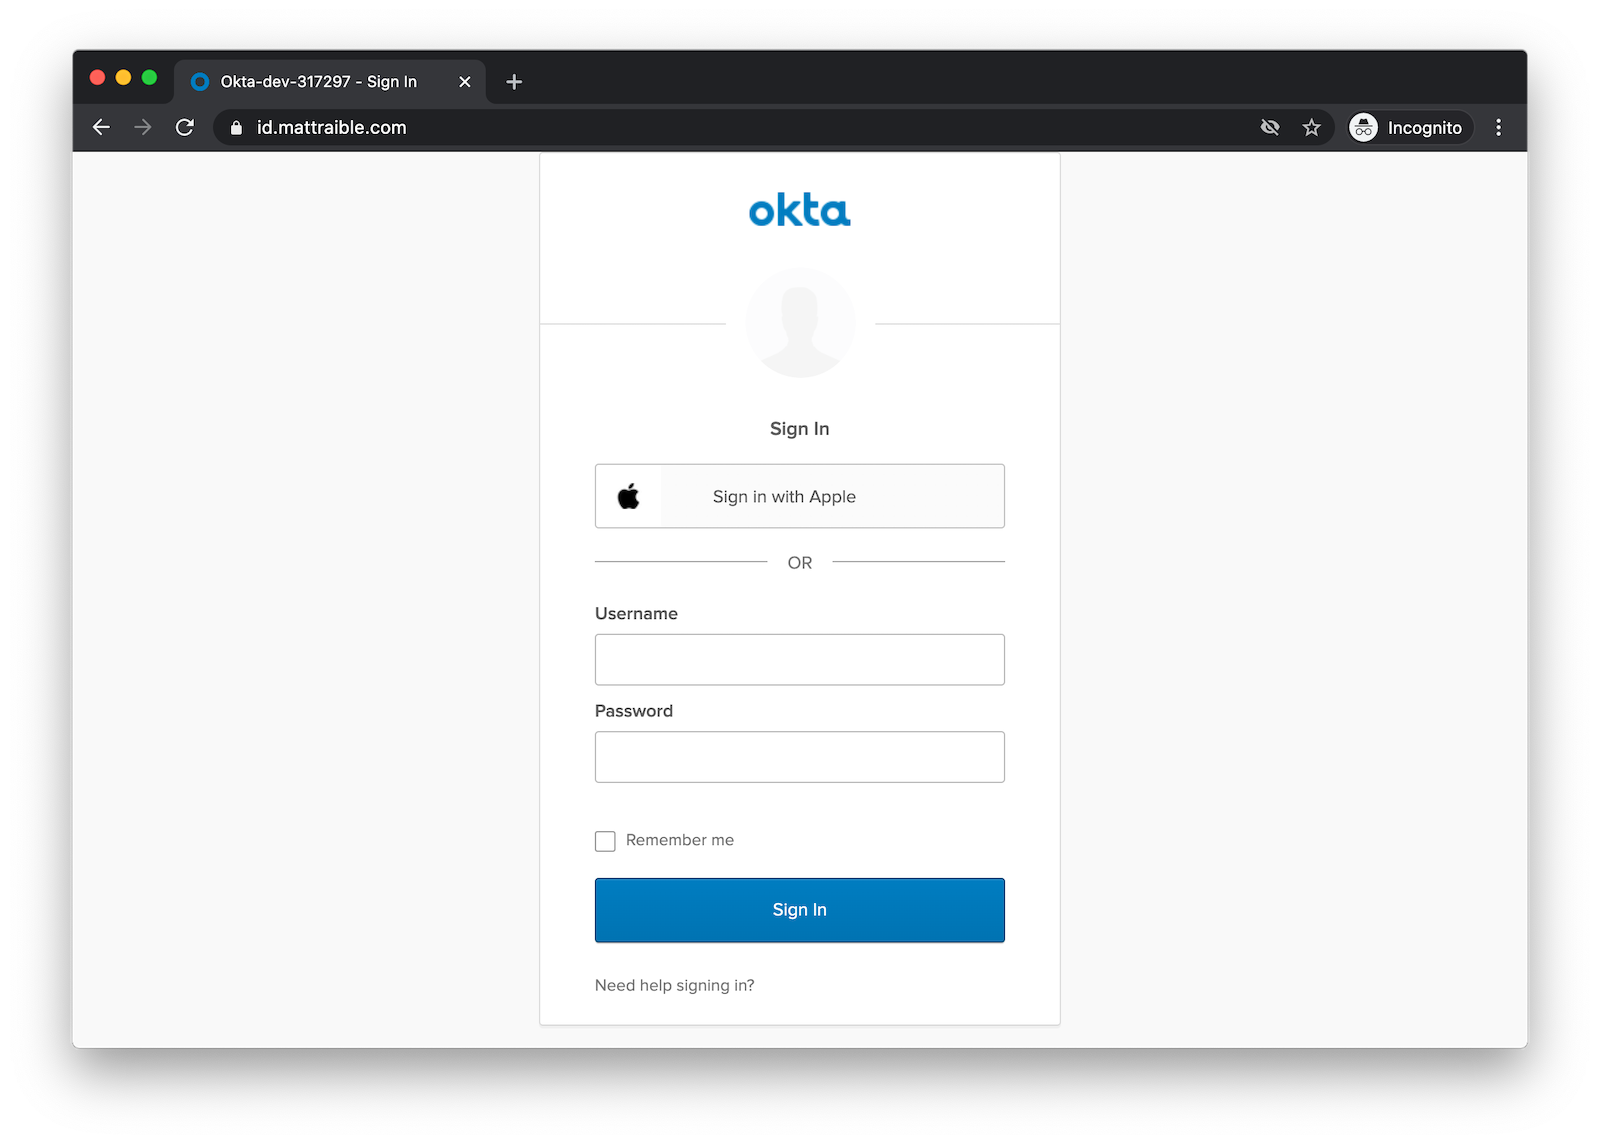 Okta-dev-317297 - Sign In
id.mattraible.com
Incognito
okta
Sign In
Sign in with Apple
OR
Username
Password
Remember me
Sign In
Need help signing in?